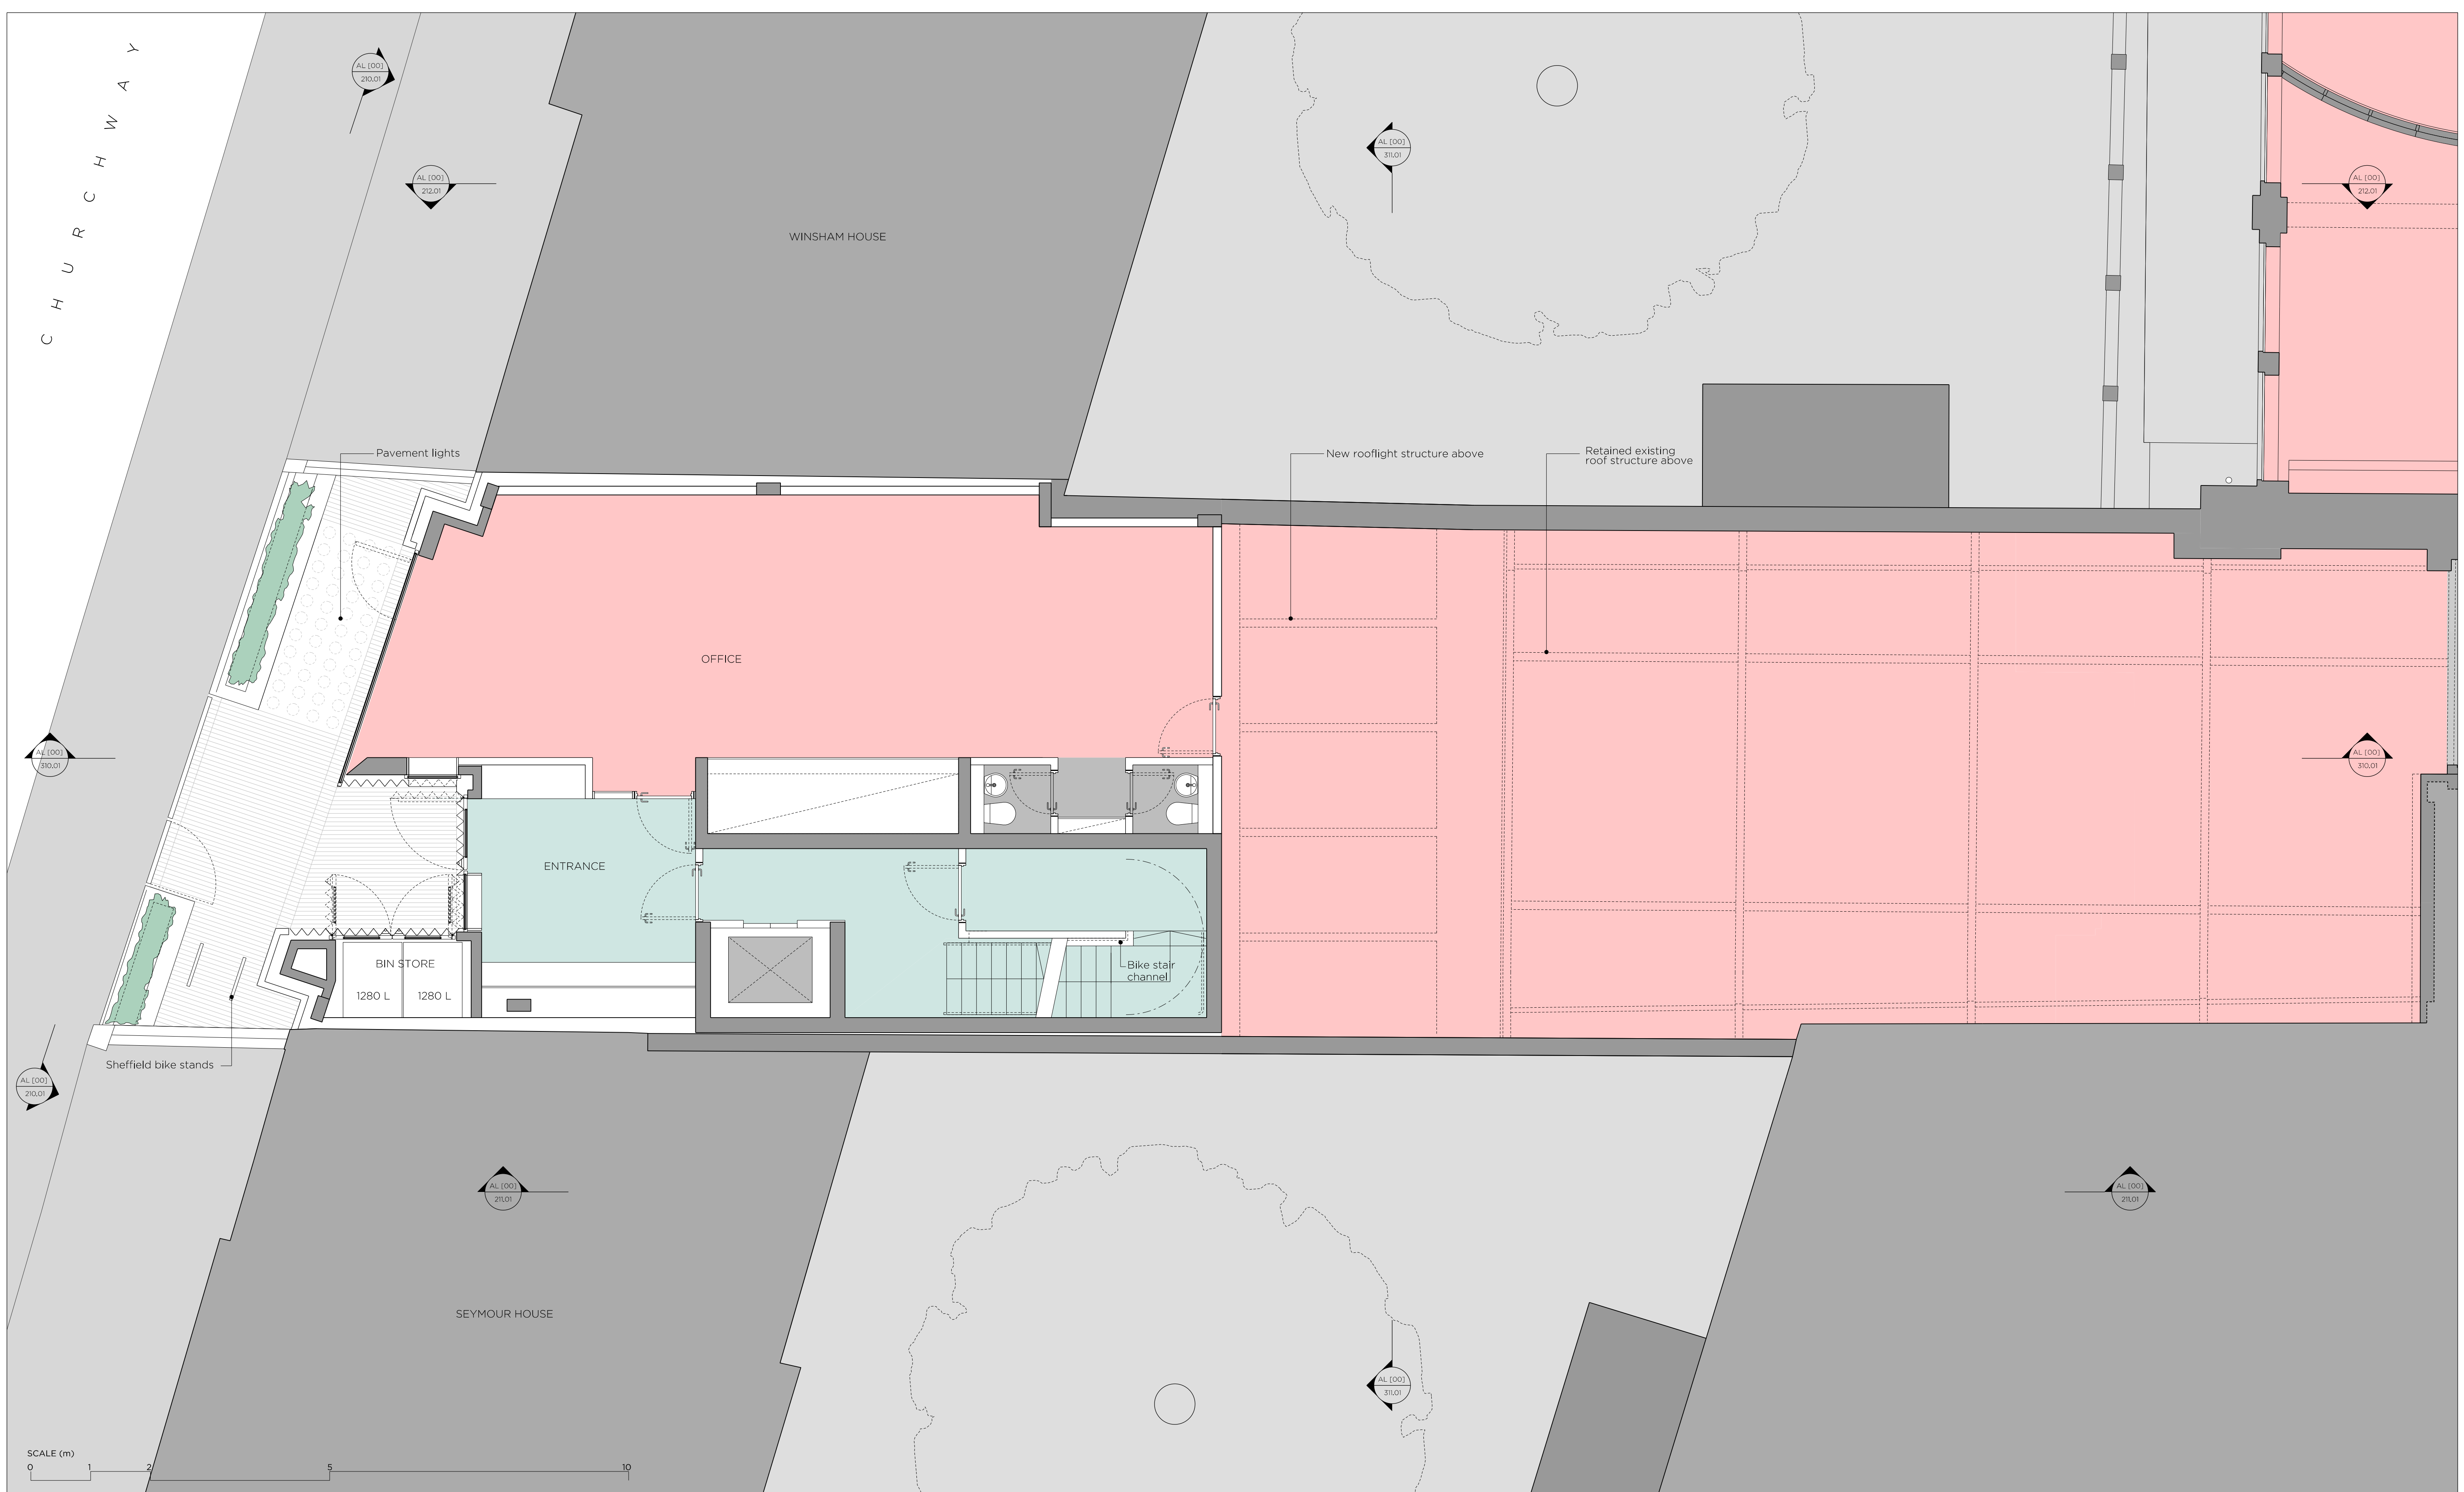 CHURCHWAY
AL [00]
210.01
AL [00]
212.01
AL [00]
311.01
AL [00]
212.01
WINSHAM HOUSE
Pavement lights
New rooflight structure above
Retained existing
roof structure above
OFFICE
AL [00]
310.01
AL [00]
310.01
ENTRANCE
BIN STORE
1280 L
1280 L
Bike stair
channel
Sheffield bike stands
AL [00]
210.01
AL [00]
211.01
AL [00]
211.01
SEYMOUR HOUSE
AL [00]
311.01
SCALE (m)
0 1 2 5 10